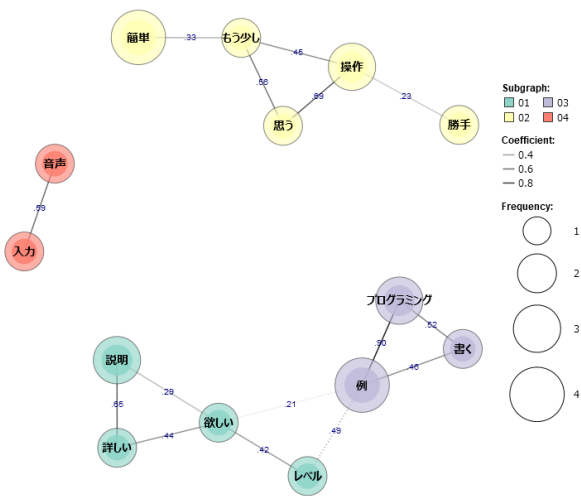 簡単
.33
もう少し
.45
操作
.56
.69
思う
.23
勝手
音声
.59
入力
Subgraph:
01
03
02
04
Coefficient:
0.4
0.6
0.8
Frequency:
1
2
3
4
プログラミング
.52
.90
書く
.46
例
説明
.29
.21
.65
欲しい
.49
詳しい
.44
.42
レベル